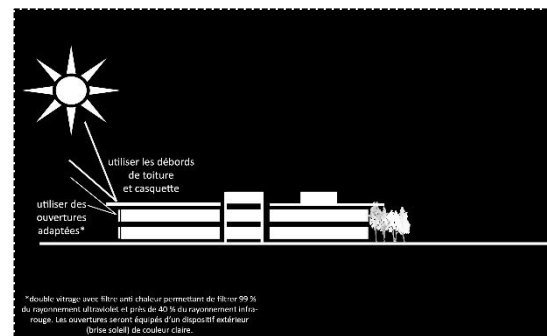 utiliser les débords
de toiture
et casquette
utiliser des
ouvertures
adaptées*
*double vitrage avec filtre anti chaleur permettant de filtrer 99 %
du rayonnement ultraviolet et près de 40 % du rayonnement infra-
rouge. Les ouvertures seront équipés d'un dispositif extérieur
(brise soleil) de couleur claire.